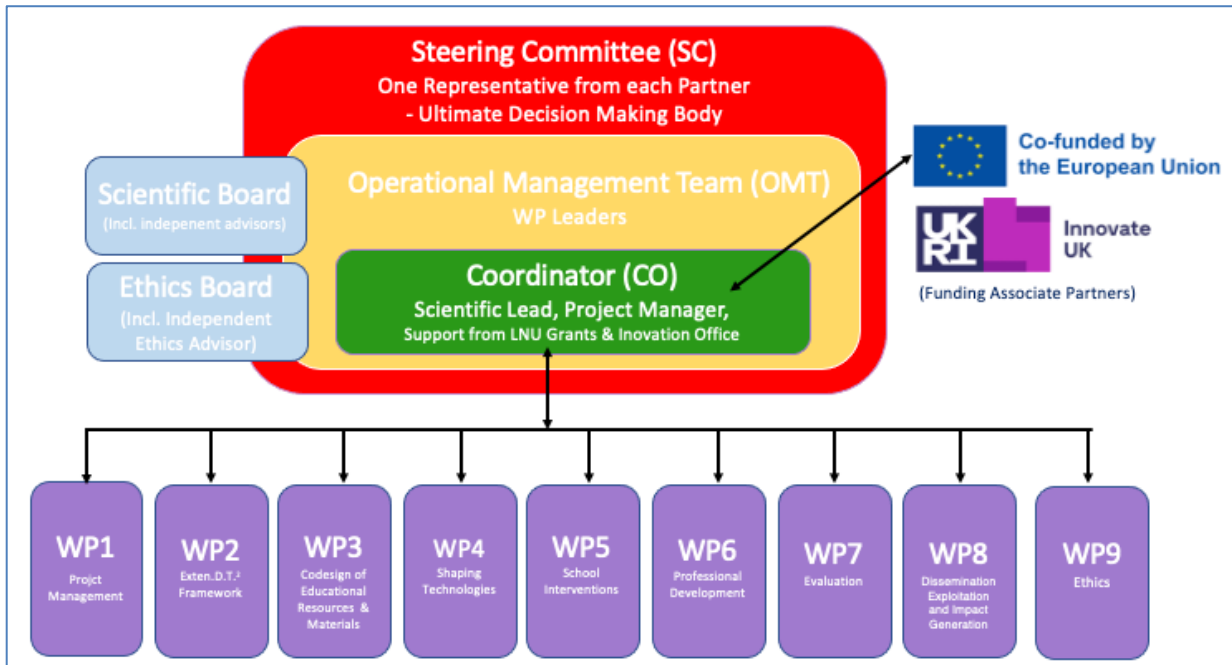 Steering Committee (SC)
One Representative from each Partner
- Ultimate Decision Making Body
Operational Management Team (OMT)
WP Leaders
Coordinator (CO)
Scientific Lead, Project Manager,
Support from LNU Grants & Inovation Office
Scientific Board
(Incl. indepenent advisors)
Ethics Board
(Incl. Independent
Ethics Advisor)
Co-funded by
the European Union
UK
RI
Innovate
UK
(Funding Associate Partners)
WP1
Projct
Management
WP2
Exten.D.T.²
Framework
WP3
Codesign of
Educational
Resources &
Materials
WP4
Shaping
Technologies
WP5
School
Interventions
WP6
Professional
Development
WP7
Evaluation
WP8
Dissemination
Exploitation
and Impact
Generation
WP9
Ethics